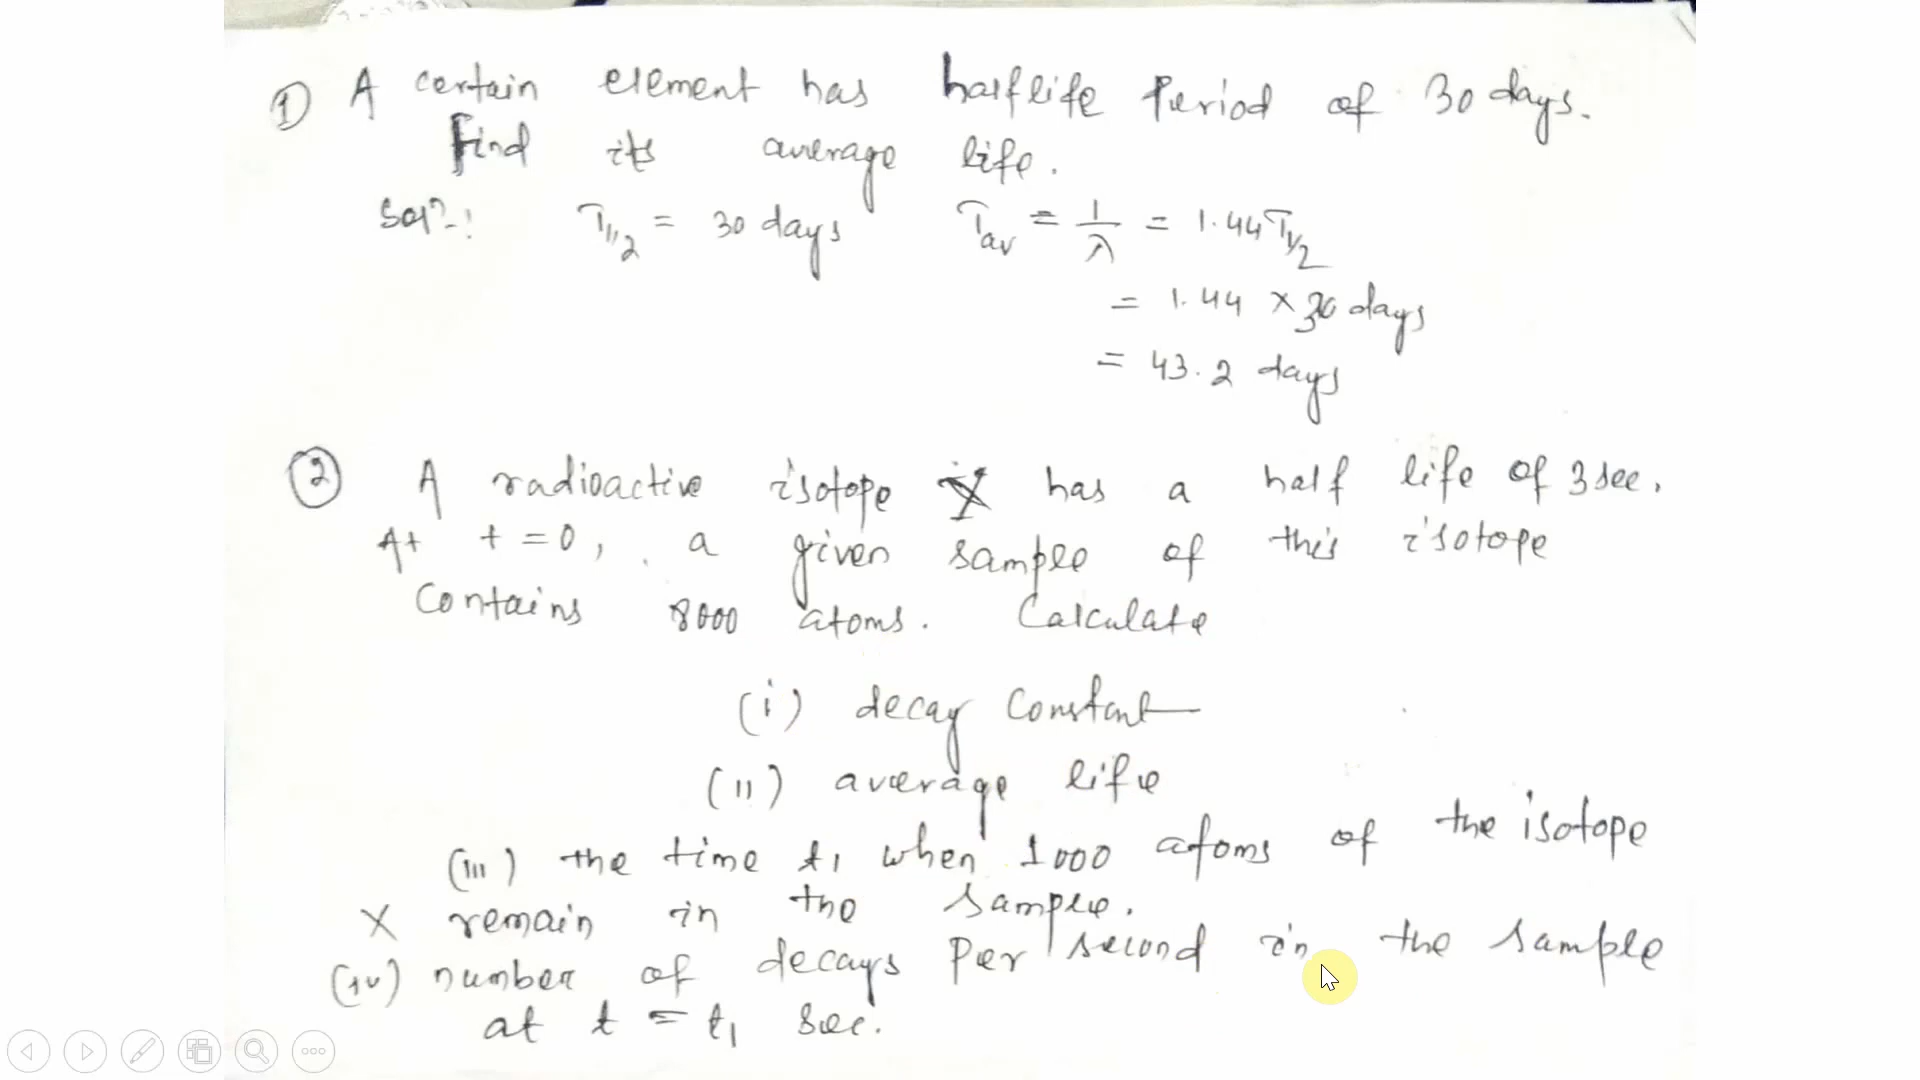 ① A certain element has halflife Period of 30 days.
Find its average life.
Solⁿ-: T1/2 = 30 days Tav = 1/λ = 1.44 T1/2
= 1.44 × 30 days
= 43.2 days
② A radioactive isotope X has a half life of 3 sec.
At t = 0, a given sample of this isotope
Contains 8000 atoms. Calculate
(i) decay Constant
(ii) average life
(iii) the time t1 when 1000 atoms of the isotope
X remain in the sample.
(iv) number of decays Per second in the sample
at t = t1 sec.